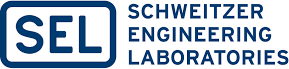 SEL
SCHWEITZER
ENGINEERING
LABORATORIES